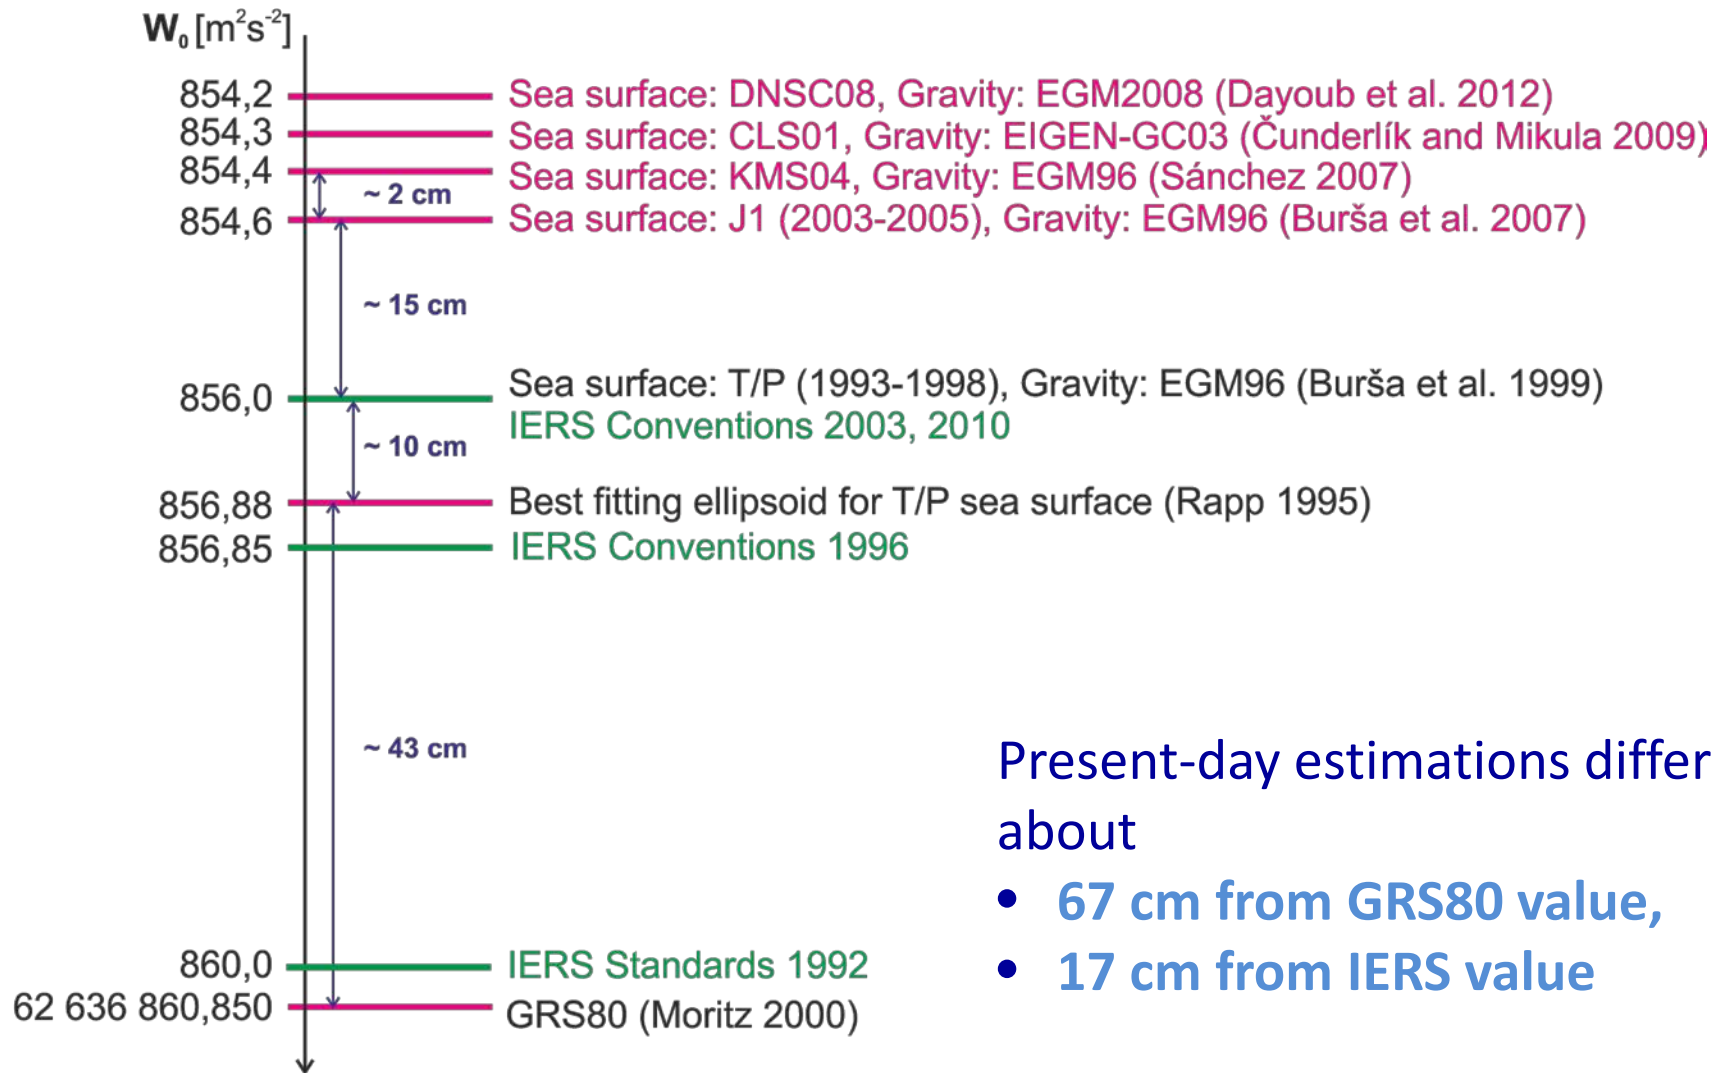 W₀ [m²s⁻²]
854,2 Sea surface: DNSC08, Gravity: EGM2008 (Dayoub et al. 2012)
854,3 Sea surface: CLS01, Gravity: EIGEN-GC03 (Čunderlík and Mikula 2009)
854,4 Sea surface: KMS04, Gravity: EGM96 (Sánchez 2007)
~ 2 cm
854,6 Sea surface: J1 (2003-2005), Gravity: EGM96 (Burša et al. 2007)
~ 15 cm
856,0 Sea surface: T/P (1993-1998), Gravity: EGM96 (Burša et al. 1999)
IERS Conventions 2003, 2010
~ 10 cm
856,88 Best fitting ellipsoid for T/P sea surface (Rapp 1995)
856,85 IERS Conventions 1996
~ 43 cm
860,0 IERS Standards 1992
62 636 860,850 GRS80 (Moritz 2000)
Present-day estimations differ
about
• 67 cm from GRS80 value,
• 17 cm from IERS value